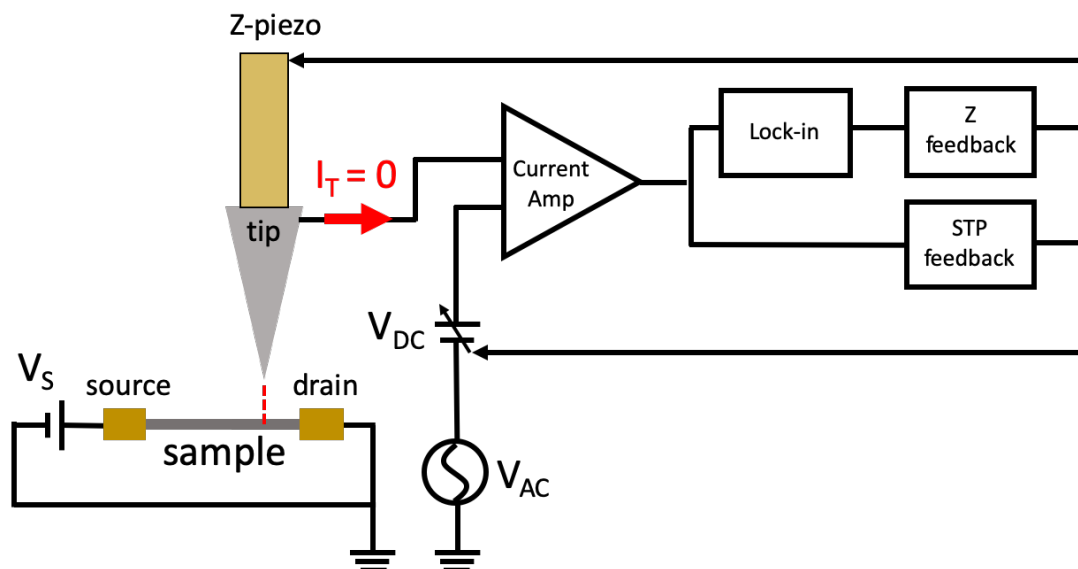 Z-piezo
Lock-in
Z
feedback
Current
Amp
I_T = 0
tip
STP
feedback
V_DC
V_S
source
drain
sample
V_AC